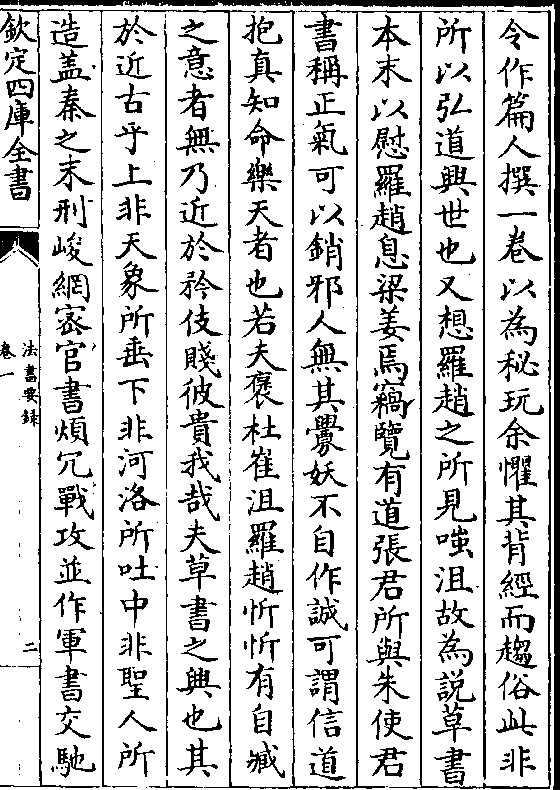 令作篇人撰一卷以為秘玩余懼其背經而趨俗此非
所以弘道興世也又想羅趙之所見嗤沮故為說草書
本末以慰羅趙息梁姜焉竊覽有道張君所與朱使君
書稱正氣可以銷邪人無其釁妖不自作誠可謂信道
抱真知命樂天者也若夫褒杜崔沮羅趙忻忻有自臧
之意者無乃近於矜伎賤彼貴我哉夫草書之興也其
於近古乎上非天象所垂下非河洛所吐中非聖人所
造盖秦之末刑峻網宻官書煩冗戰攻並作軍書交馳
欽定四庫全書
法書要録
卷一
二